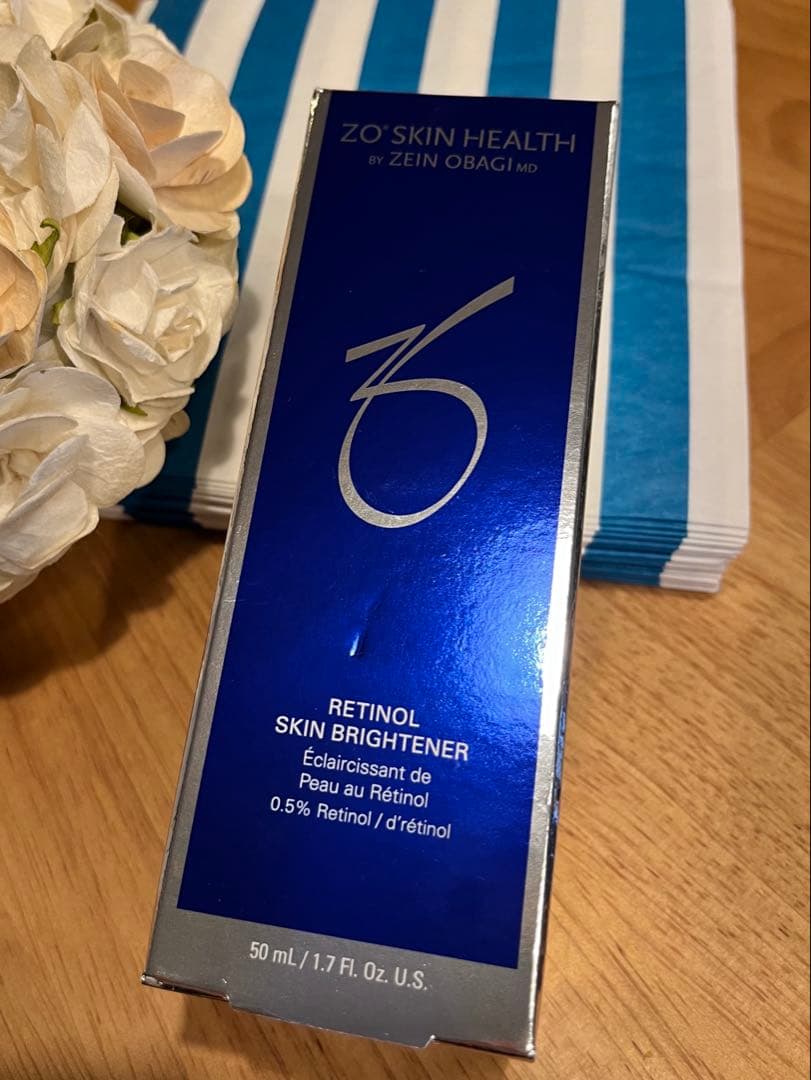 ZO® SKIN HEALTH
BY ZEIN OBAGI MD
RETINOL
SKIN BRIGHTENER
Éclaircissant de
Peau au Rétinol
0.5% Retinol / d'rétinol
50 mL / 1.7 Fl. Oz. U.S.